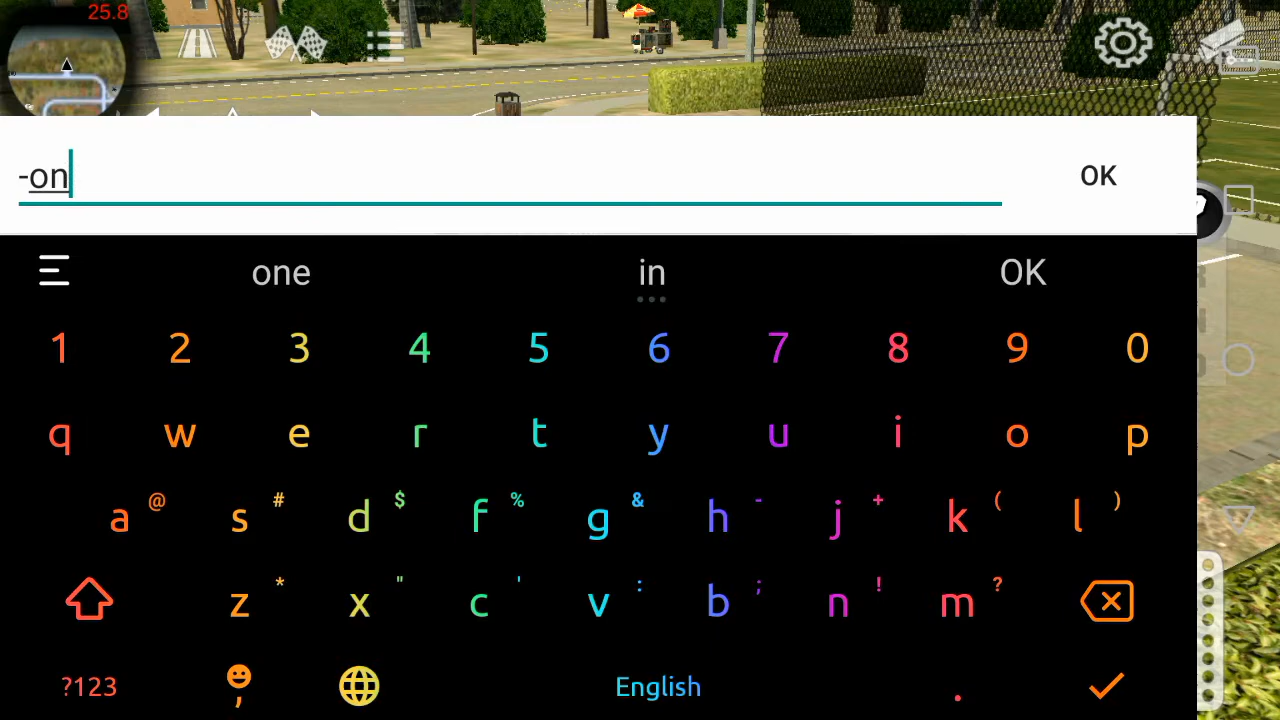 25.8
-on
OK
one in OK
1 2 3 4 5 6 7 8 9 0
q w e r t y u i o p
a @ s # d $ f % g & h - j + k ( l )
z * x " c ' v : b ; n ! m ?
?123 , English .